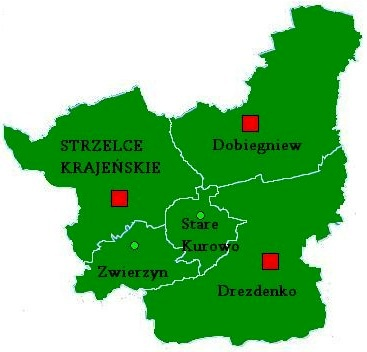 STRZELCE
KRAJEŃSKIE
Dobiegniew
Stare
Kurowo
Zwierzyn
Drezdenko